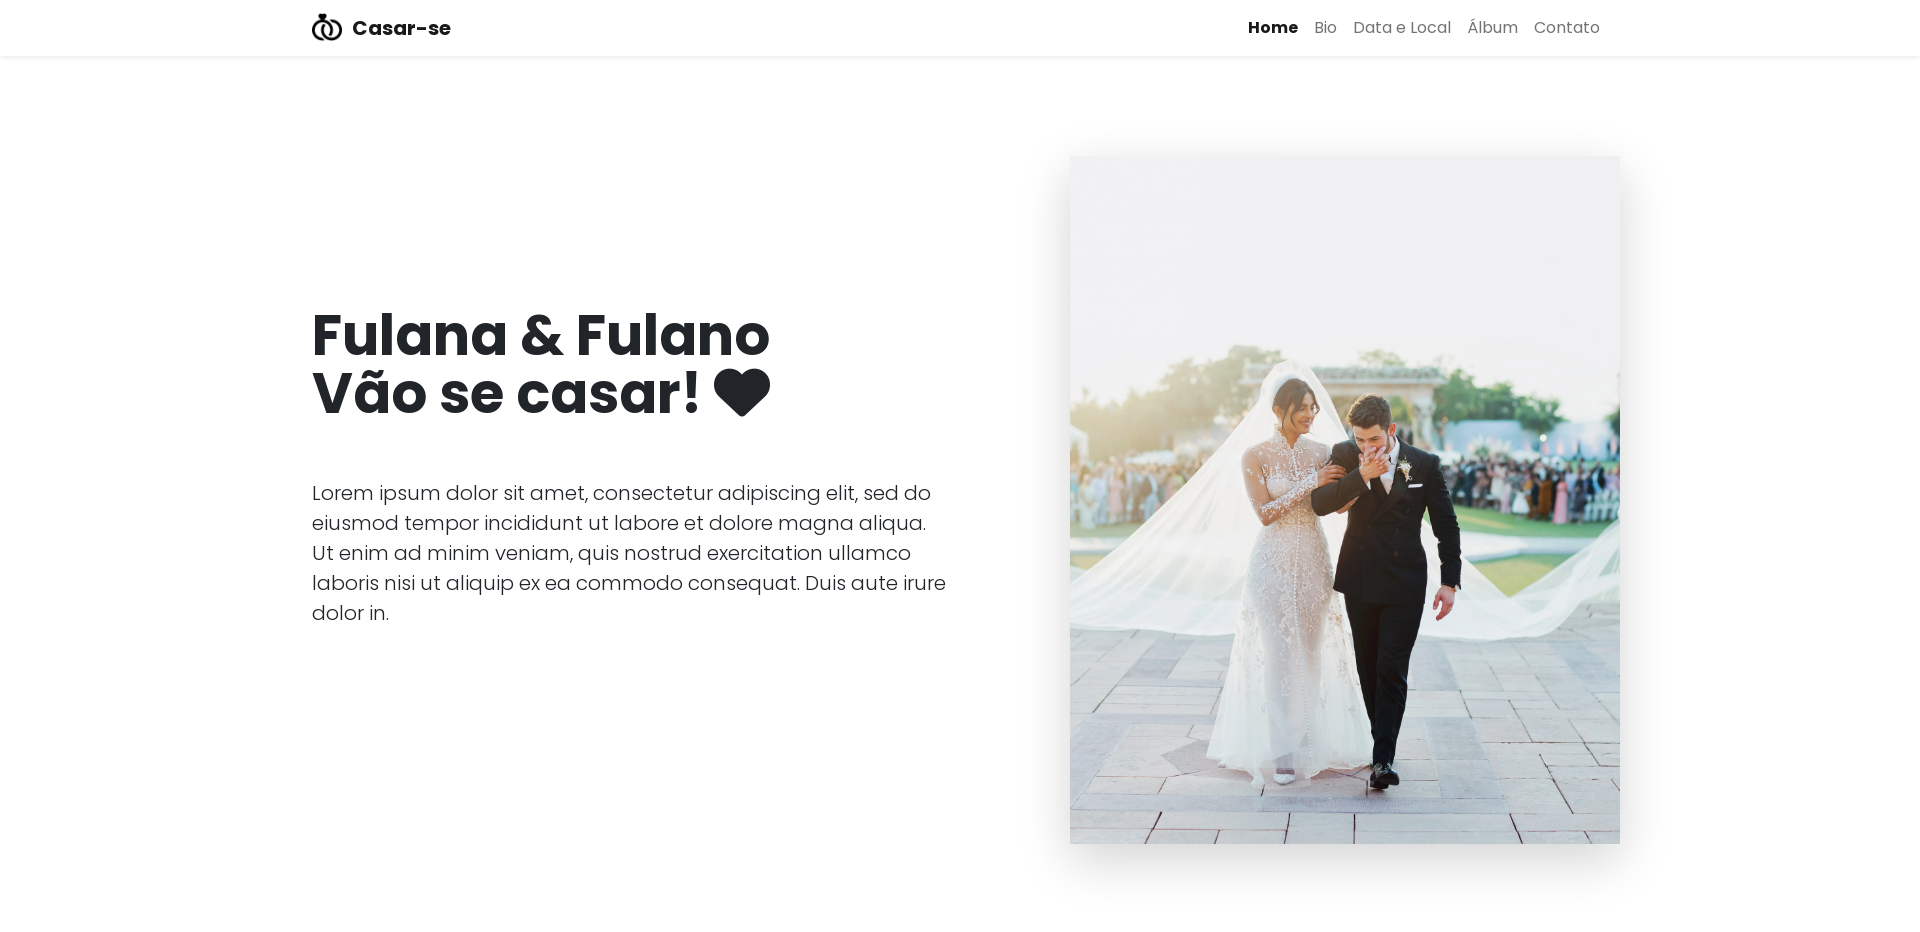 Casar-se
Home Bio Data e Local Álbum Contato
Fulana & Fulano
Vão se casar!
Lorem ipsum dolor sit amet, consectetur adipiscing elit, sed do
eiusmod tempor incididunt ut labore et dolore magna aliqua.
Ut enim ad minim veniam, quis nostrud exercitation ullamco
laboris nisi ut aliquip ex ea commodo consequat. Duis aute irure
dolor in.